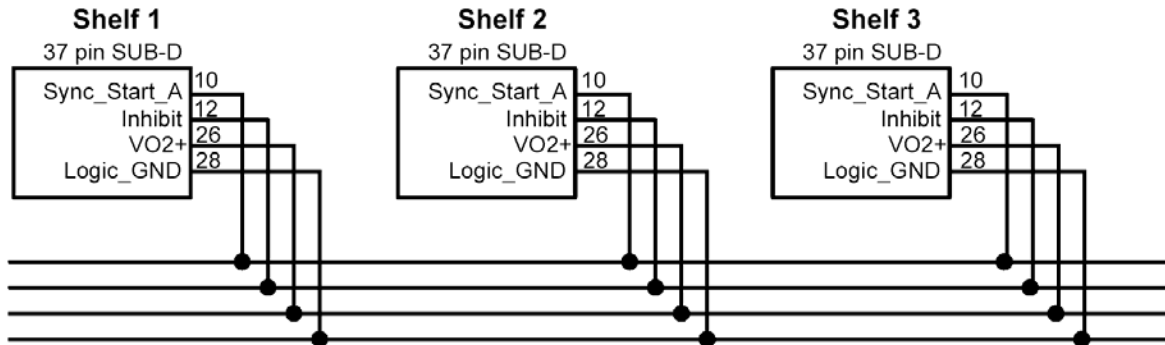 Shelf 1
37 pin SUB-D
Sync_Start_A 10
Inhibit 12
VO2+ 26
Logic_GND 28
Shelf 2
37 pin SUB-D
Sync_Start_A 10
Inhibit 12
VO2+ 26
Logic_GND 28
Shelf 3
37 pin SUB-D
Sync_Start_A 10
Inhibit 12
VO2+ 26
Logic_GND 28